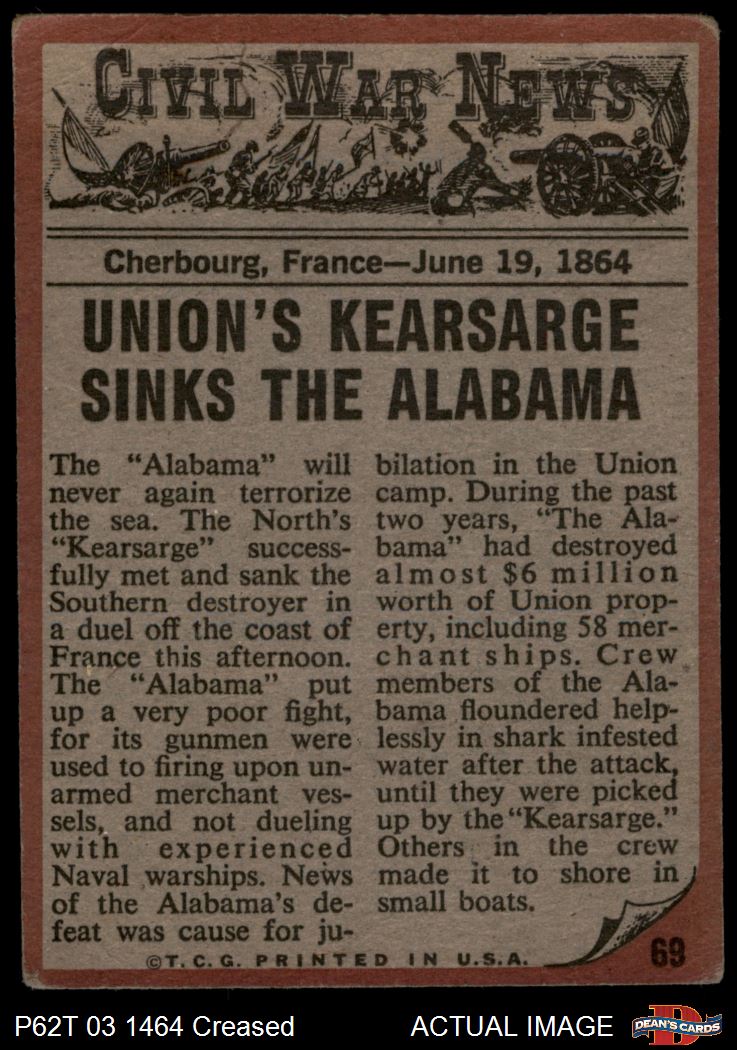 CIVIL WAR NEWS
Cherbourg, France—June 19, 1864
UNION'S KEARSARGE
SINKS THE ALABAMA
The “Alabama” will
never again terrorize
the sea. The North's
“Kearsarge” success-
fully met and sank the
Southern destroyer in
a duel off the coast of
France this afternoon.
The “Alabama” put
up a very poor fight,
for its gunmen were
used to firing upon un-
armed merchant ves-
sels, and not dueling
with experienced
Naval warships. News
of the Alabama's de-
feat was cause for ju-
bilation in the Union
camp. During the past
two years, “The Ala-
bama” had destroyed
almost $6 million
worth of Union prop-
erty, including 58 mer-
chant ships. Crew
members of the Ala-
bama floundered help-
lessly in shark infested
water after the attack,
until they were picked
up by the “Kearsarge.”
Others in the crew
made it to shore in
small boats.
©T.C.G. PRINTED IN U.S.A.
69
P62T 03 1464 Creased
ACTUAL IMAGE
D
DEAN'S CARDS